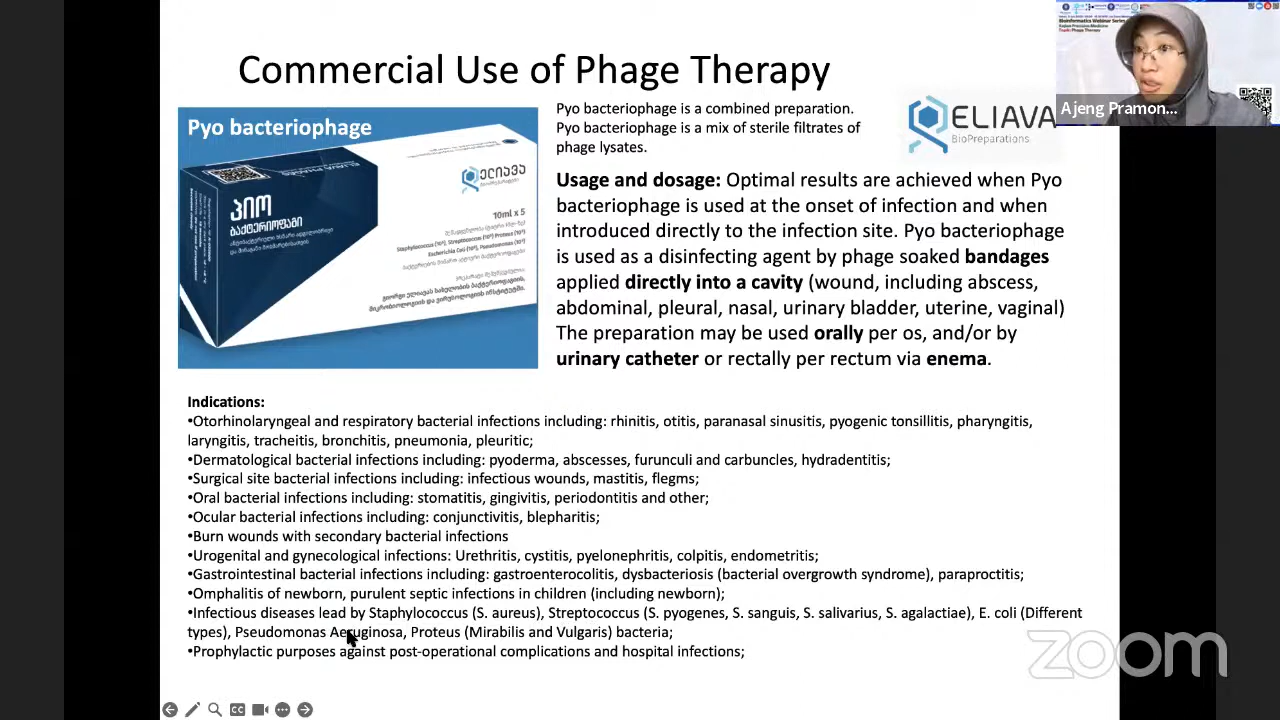 Commercial Use of Phage Therapy
Pyo bacteriophage
პიო
ბაქტერიოფაგი
ელიავა
10ml x 5
Pyo bacteriophage is a combined preparation.
Pyo bacteriophage is a mix of sterile filtrates of
phage lysates.
ELIAVA
BioPreparations
Ajeng Pramon...
Usage and dosage: Optimal results are achieved when Pyo
bacteriophage is used at the onset of infection and when
introduced directly to the infection site. Pyo bacteriophage
is used as a disinfecting agent by phage soaked bandages
applied directly into a cavity (wound, including abscess,
abdominal, pleural, nasal, urinary bladder, uterine, vaginal)
The preparation may be used orally per os, and/or by
urinary catheter or rectally per rectum via enema.
Indications:
•Otorhinolaryngeal and respiratory bacterial infections including: rhinitis, otitis, paranasal sinusitis, pyogenic tonsillitis, pharyngitis,
laryngitis, tracheitis, bronchitis, pneumonia, pleuritic;
•Dermatological bacterial infections including: pyoderma, abscesses, furunculi and carbuncles, hydradentitis;
•Surgical site bacterial infections including: infectious wounds, mastitis, flegms;
•Oral bacterial infections including: stomatitis, gingivitis, periodontitis and other;
•Ocular bacterial infections including: conjunctivitis, blepharitis;
•Burn wounds with secondary bacterial infections
•Urogenital and gynecological infections: Urethritis, cystitis, pyelonephritis, colpitis, endometritis;
•Gastrointestinal bacterial infections including: gastroenterocolitis, dysbacteriosis (bacterial overgrowth syndrome), paraproctitis;
•Omphalitis of newborn, purulent septic infections in children (including newborn);
•Infectious diseases lead by Staphylococcus (S. aureus), Streptococcus (S. pyogenes, S. sanguis, S. salivarius, S. agalactiae), E. coli (Different
types), Pseudomonas Aeruginosa, Proteus (Mirabilis and Vulgaris) bacteria;
•Prophylactic purposes against post-operational complications and hospital infections;
zoom